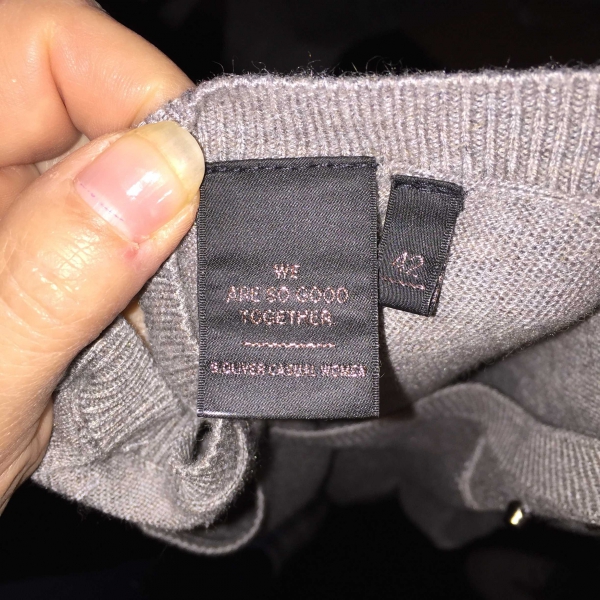 WE
ARE SO GOOD
TOGETHER.
S.OLIVER CASUAL WOMEN
42